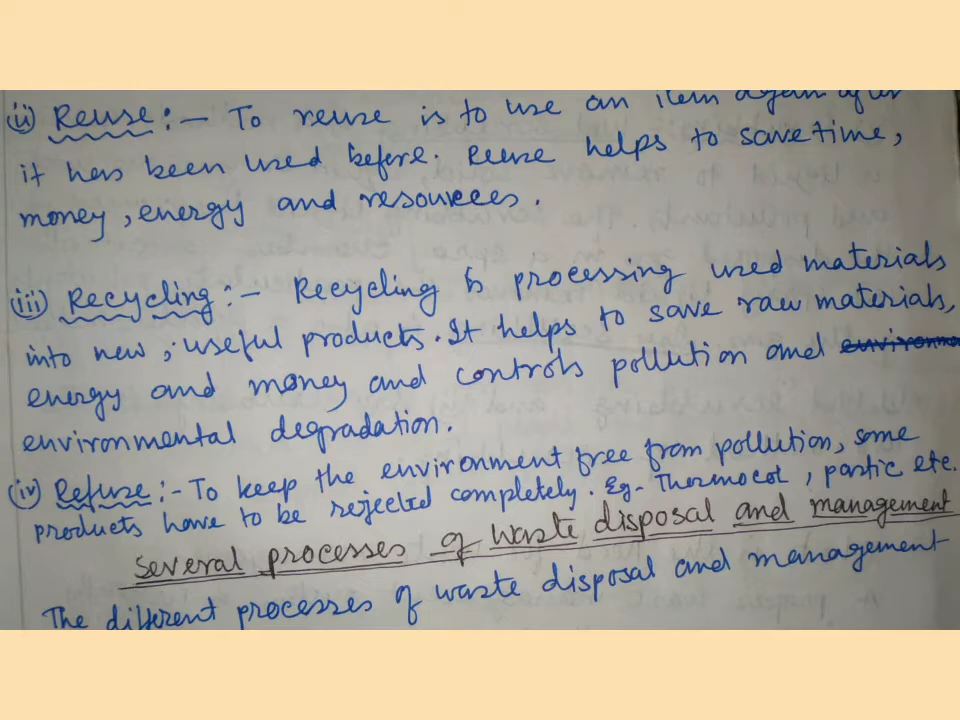 (ii) Reuse :- To reuse is to use an item again after
it has been used before. Reuse helps to save time,
money, energy and resources.
(iii) Recycling :- Recycling is processing used materials
into new, useful products. It helps to save raw materials,
energy and money and controls pollution and
environmental degradation.
(iv) Refuse :- To keep the environment free from pollution, some
products have to be rejected completely. Eg- Thermocot, pastic etc.
Several processes of waste disposal and management
The different processes of waste disposal and management